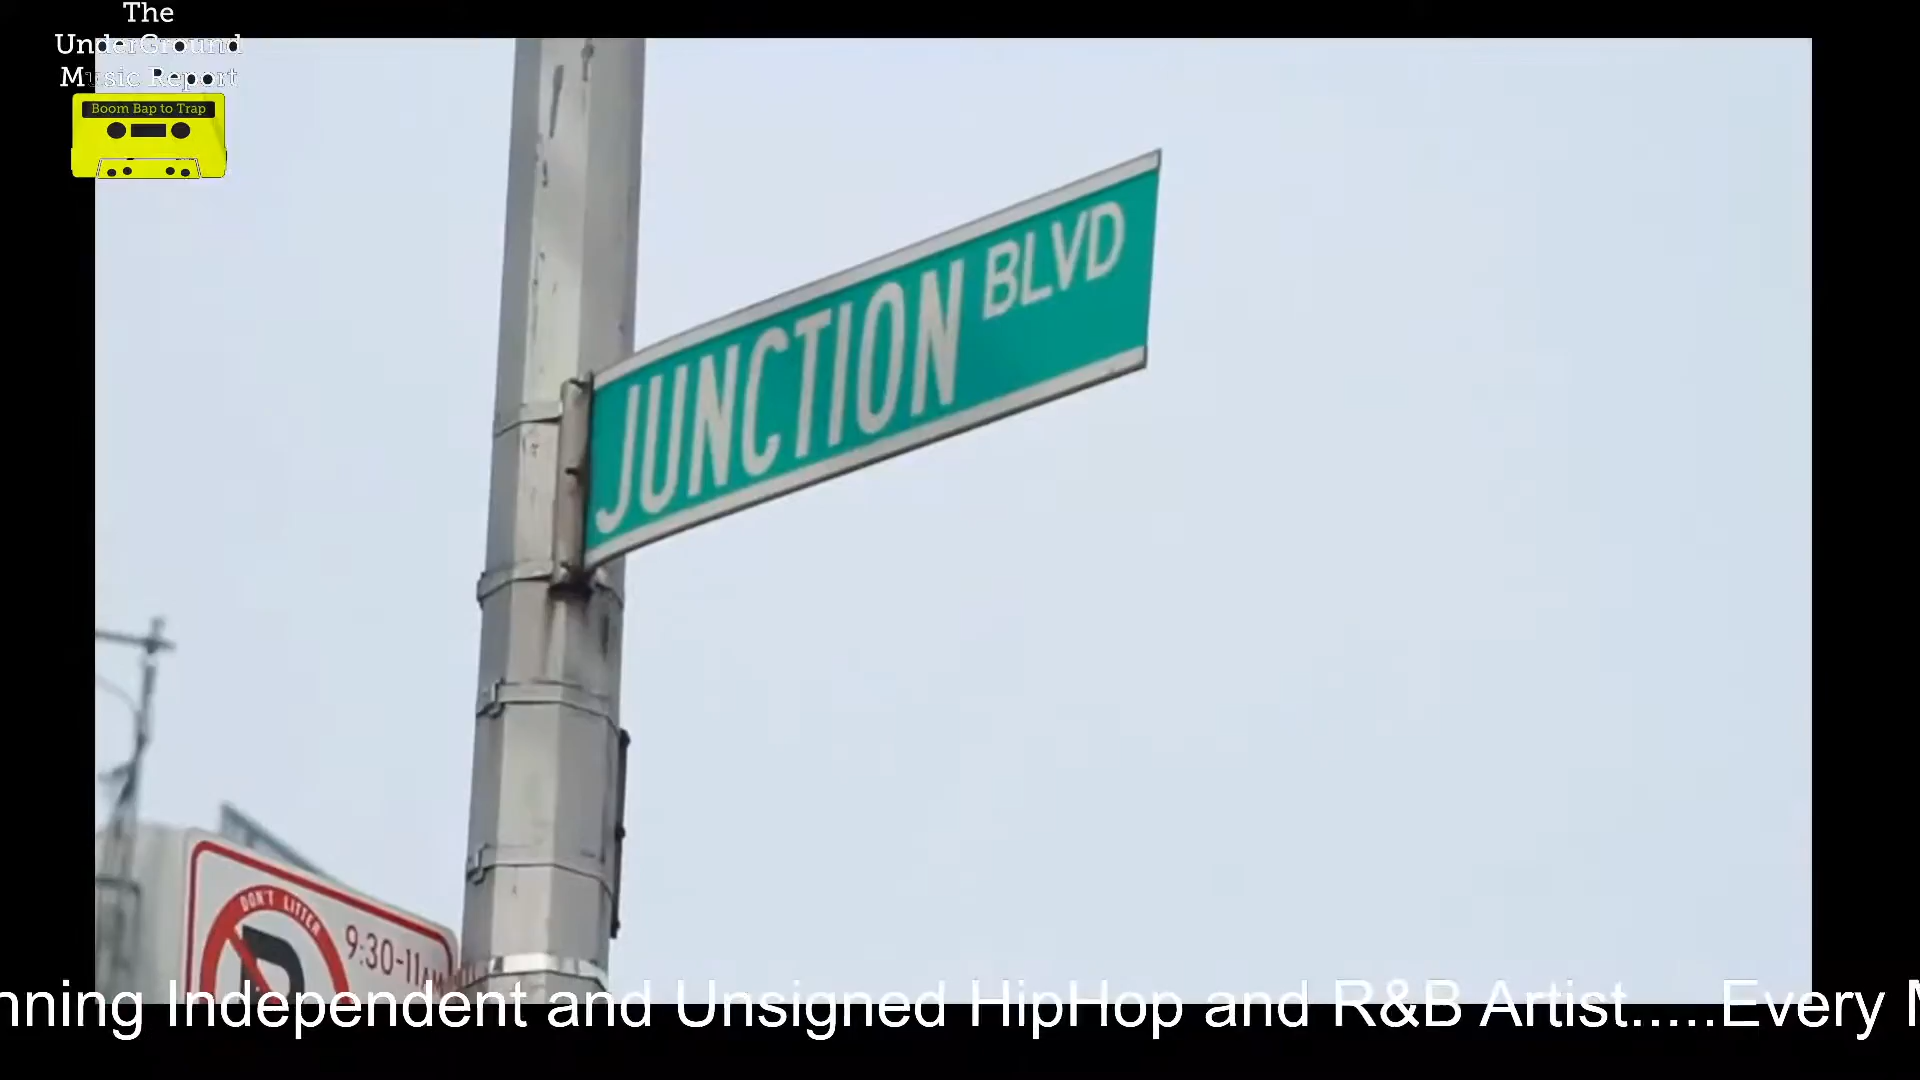 The
UnderGround
Music Report
Boom Bap to Trap
JUNCTION BLVD
DON'T LITTER
9:30-11AM
Independent and Unsigned HipHop and R&B Artist.....Every